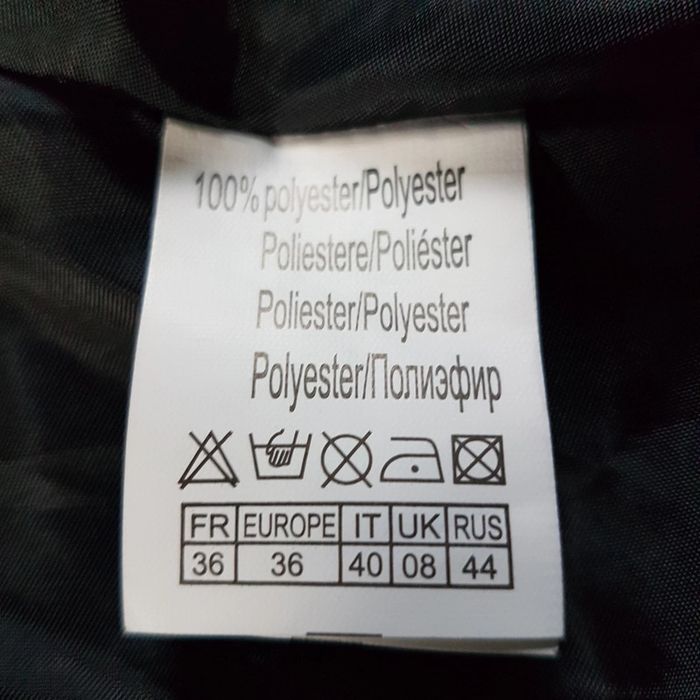 100% polyester/Polyester
Poliestere/Poliéster
Poliester/Polyester
Polyester/Полиэфир
FR EUROPE IT UK RUS
36 36 40 08 44